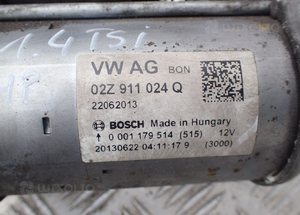 1.4 TSI
VW AG BON
02Z 911 024 Q
22062013
BOSCH Made in Hungary
0 001 179 514 (515) 12V
20130622 04:11:17 9 (3000)